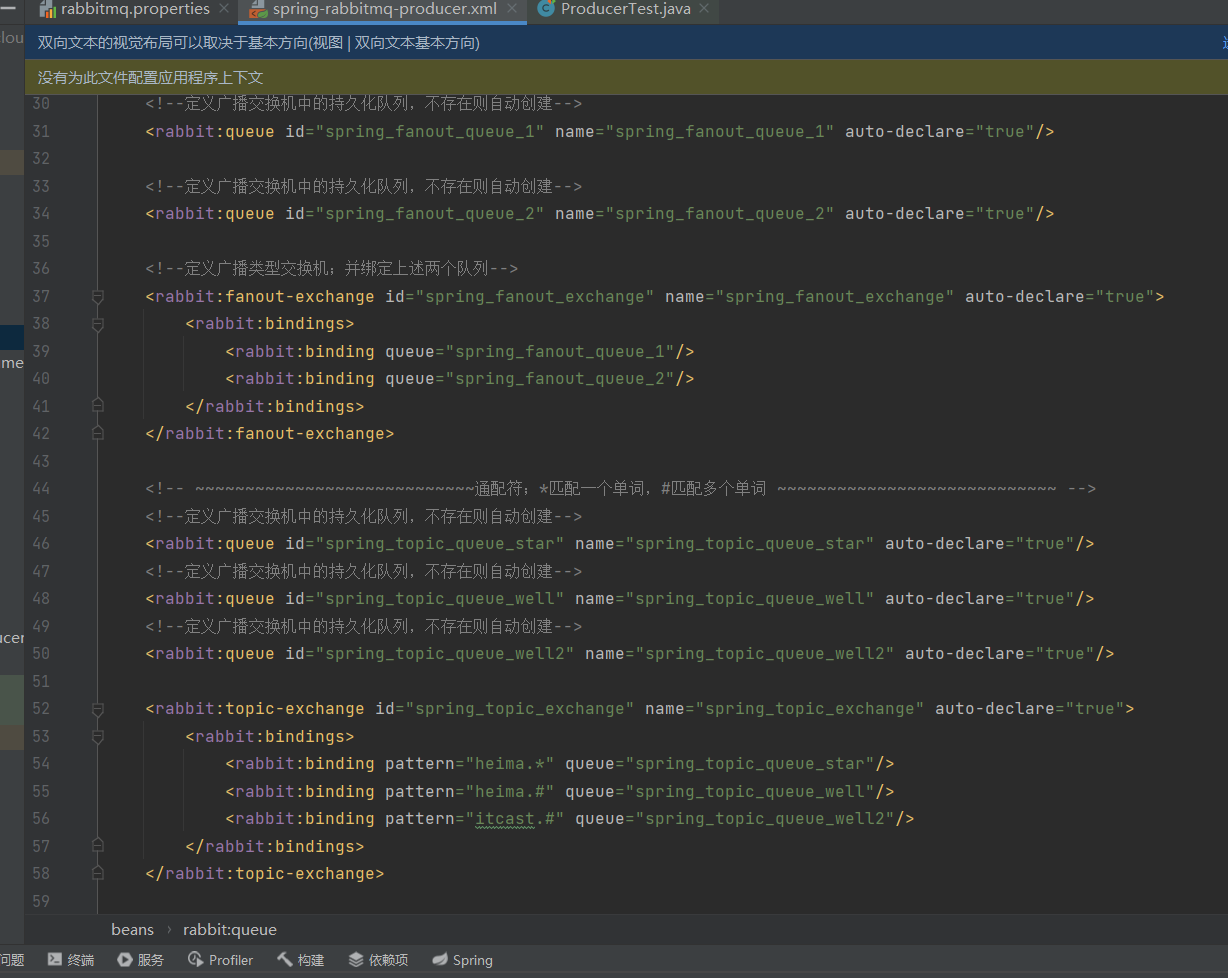 rabbitmq.properties
spring-rabbitmq-producer.xml
ProducerTest.java
lou
双向文本的视觉布局可以取决于基本方向(视图 | 双向文本基本方向)
没有为此文件配置应用程序上下文
30 <!--定义广播交换机中的持久化队列，不存在则自动创建-->
31 <rabbit:queue id="spring_fanout_queue_1" name="spring_fanout_queue_1" auto-declare="true"/>
32
33 <!--定义广播交换机中的持久化队列，不存在则自动创建-->
34 <rabbit:queue id="spring_fanout_queue_2" name="spring_fanout_queue_2" auto-declare="true"/>
35
36 <!--定义广播类型交换机；并绑定上述两个队列-->
37 <rabbit:fanout-exchange id="spring_fanout_exchange" name="spring_fanout_exchange" auto-declare="true">
38 <rabbit:bindings>
me
39 <rabbit:binding queue="spring_fanout_queue_1"/>
40 <rabbit:binding queue="spring_fanout_queue_2"/>
41 </rabbit:bindings>
42 </rabbit:fanout-exchange>
43
44 <!-- ~~~~~~~~~~~~~~~~~~~~~~~~~~~~通配符；*匹配一个单词，#匹配多个单词 ~~~~~~~~~~~~~~~~~~~~~~~~~~~~ -->
45 <!--定义广播交换机中的持久化队列，不存在则自动创建-->
46 <rabbit:queue id="spring_topic_queue_star" name="spring_topic_queue_star" auto-declare="true"/>
47 <!--定义广播交换机中的持久化队列，不存在则自动创建-->
48 <rabbit:queue id="spring_topic_queue_well" name="spring_topic_queue_well" auto-declare="true"/>
49 <!--定义广播交换机中的持久化队列，不存在则自动创建-->
ucer
50 <rabbit:queue id="spring_topic_queue_well2" name="spring_topic_queue_well2" auto-declare="true"/>
51
52 <rabbit:topic-exchange id="spring_topic_exchange" name="spring_topic_exchange" auto-declare="true">
53 <rabbit:bindings>
54 <rabbit:binding pattern="heima.*" queue="spring_topic_queue_star"/>
55 <rabbit:binding pattern="heima.#" queue="spring_topic_queue_well"/>
56 <rabbit:binding pattern="itcast.#" queue="spring_topic_queue_well2"/>
57 </rabbit:bindings>
58 </rabbit:topic-exchange>
59
beans › rabbit:queue
问题 终端 服务 Profiler 构建 依赖项 Spring